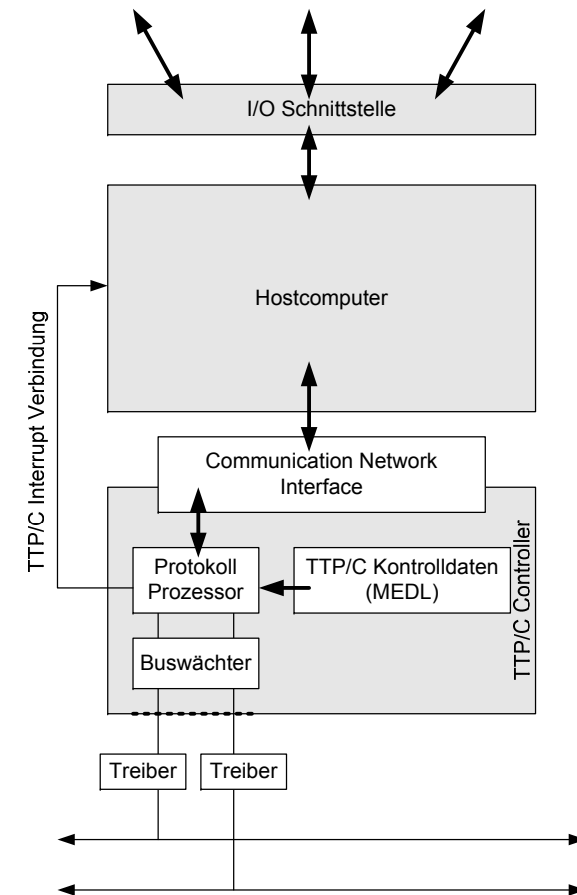 I/O Schnittstelle
Hostcomputer
TTP/C Interrupt Verbindung
Communication Network
Interface
Protokoll
Prozessor
TTP/C Kontrolldaten
(MEDL)
TTP/C Controller
Buswächter
Treiber
Treiber